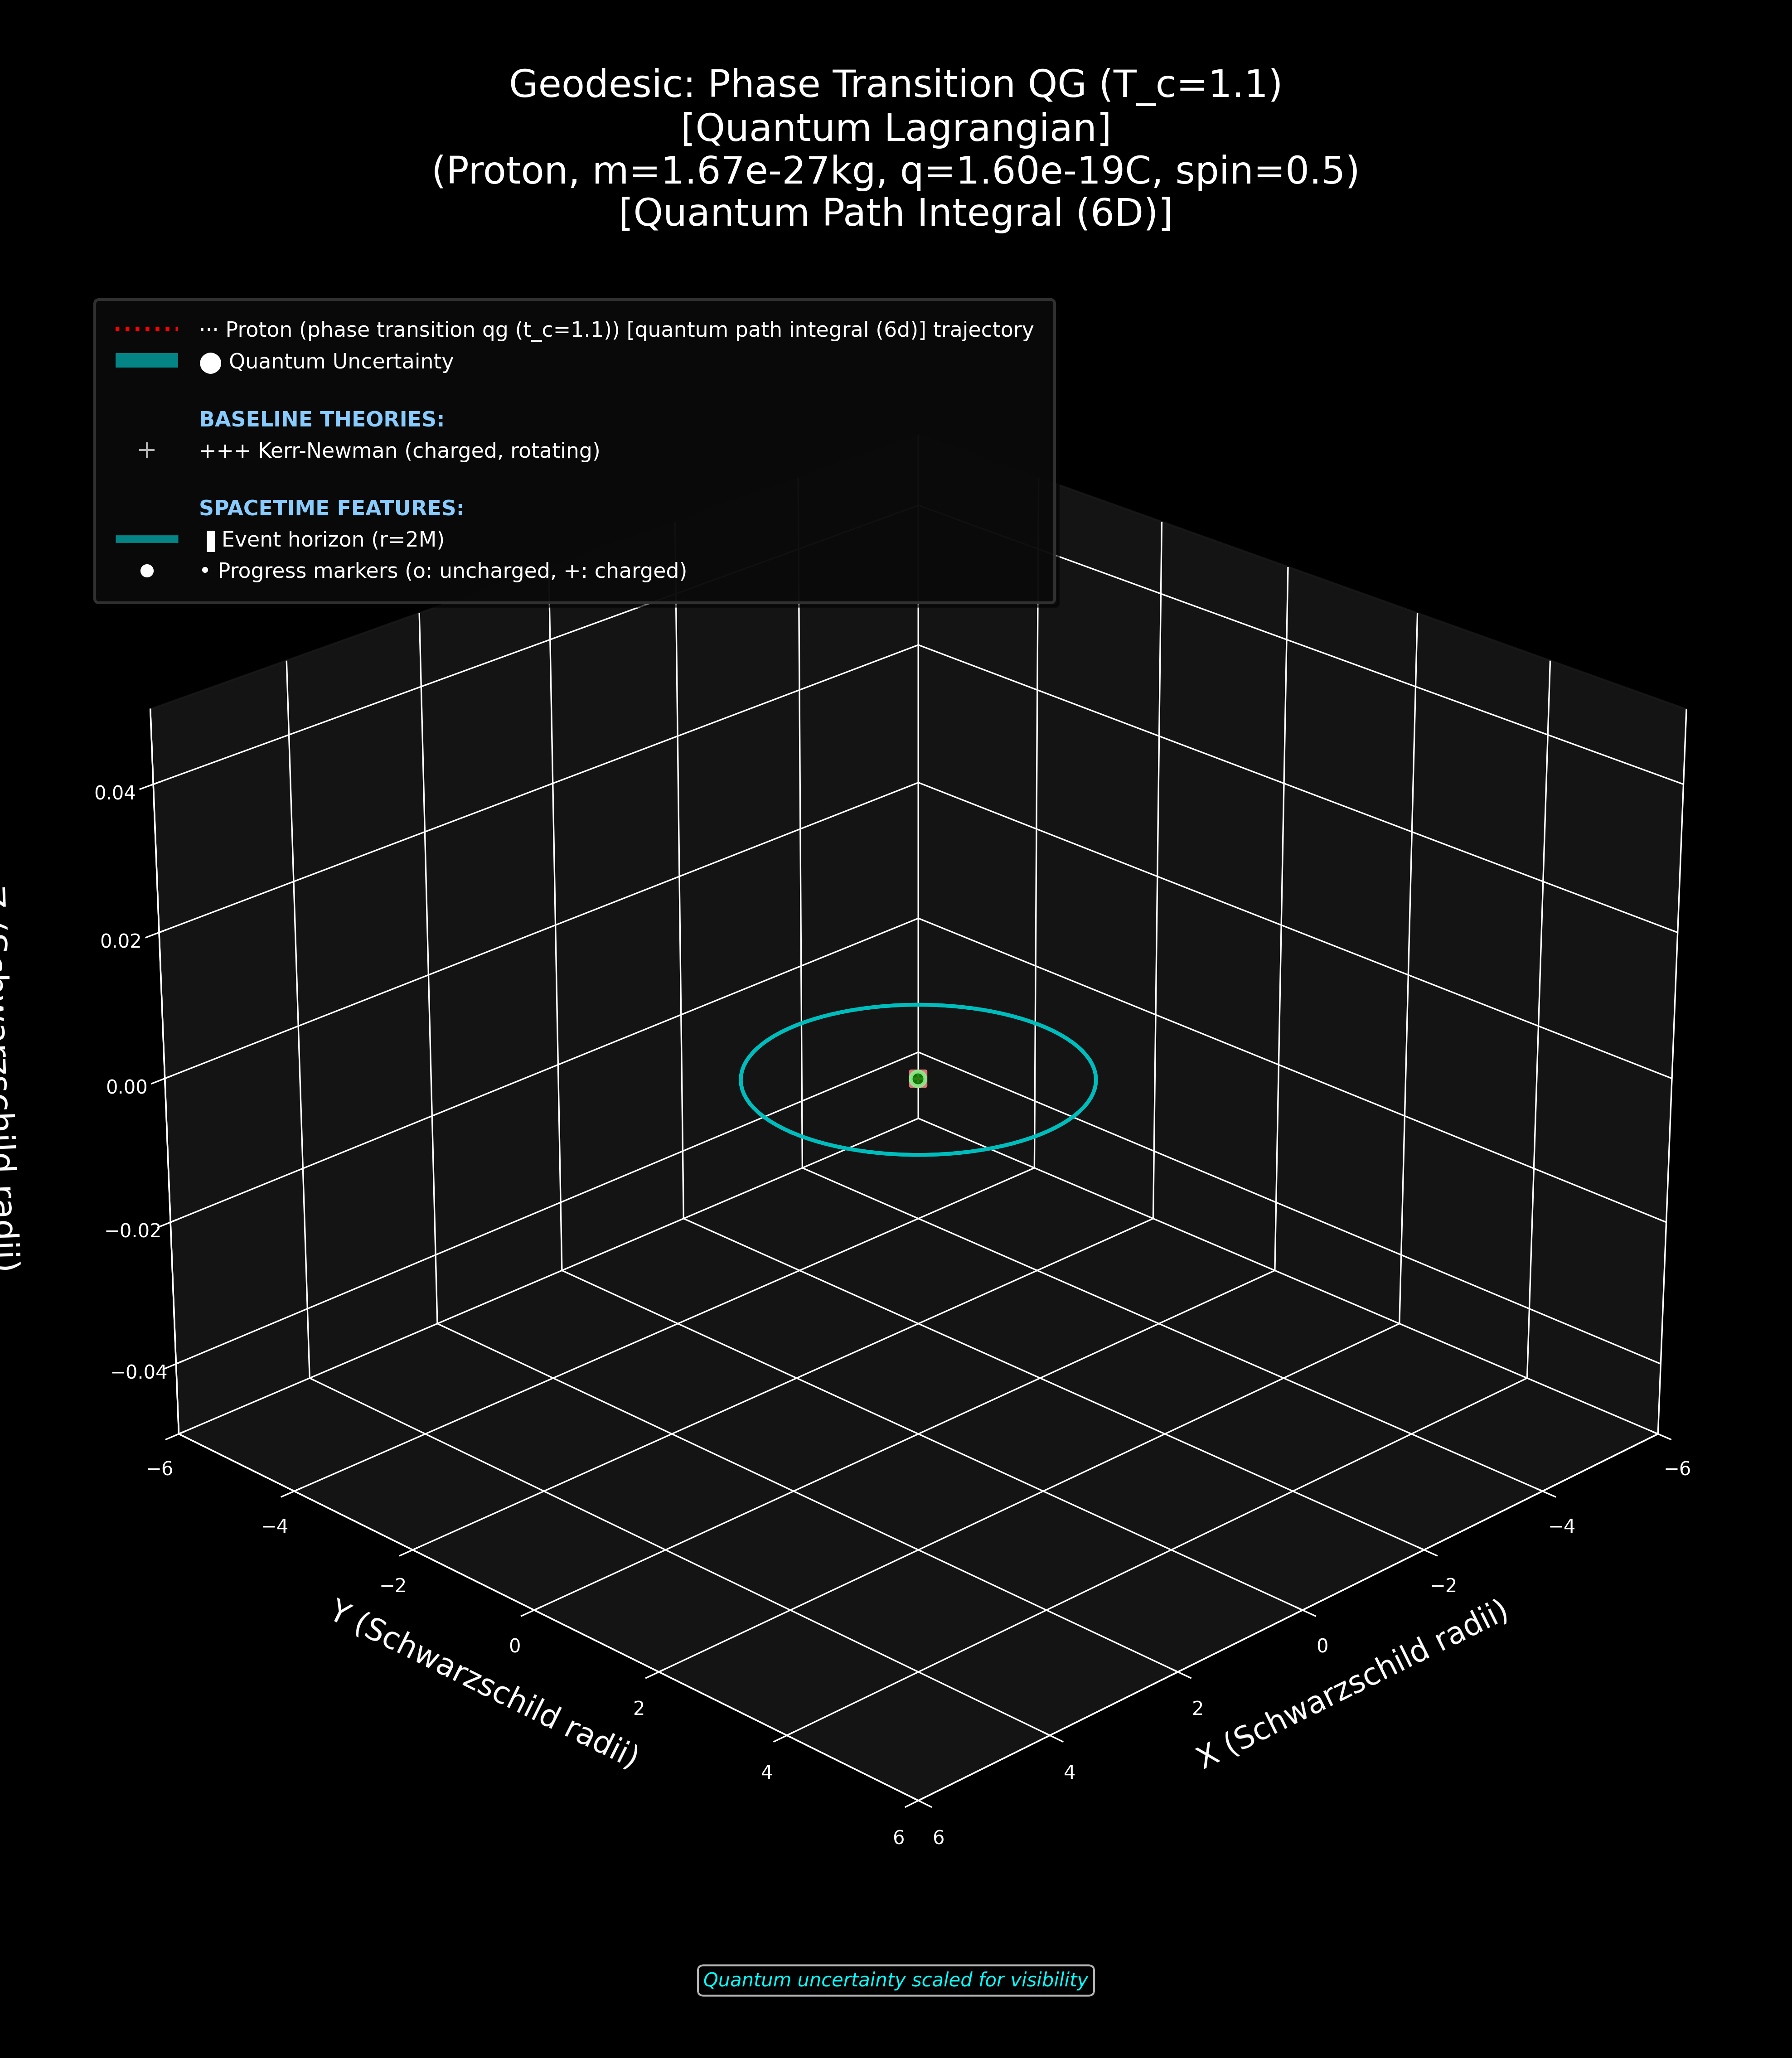 Geodesic: Phase Transition QG (T_c=1.1)
[Quantum Lagrangian]
(Proton, m=1.67e-27kg, q=1.60e-19C, spin=0.5)
[Quantum Path Integral (6D)]
··· Proton (phase transition qg (t_c=1.1)) [quantum path integral (6d)] trajectory
● Quantum Uncertainty
BASELINE THEORIES:
+++ Kerr-Newman (charged, rotating)
SPACETIME FEATURES:
▌Event horizon (r=2M)
• Progress markers (o: uncharged, +: charged)
0.04
0.02
0.00
−0.02
−0.04
Z (Schwarzschild radii)
−6
−4
−2
0
2
4
6
Y (Schwarzschild radii)
6
4
2
0
−2
−4
−6
X (Schwarzschild radii)
Quantum uncertainty scaled for visibility